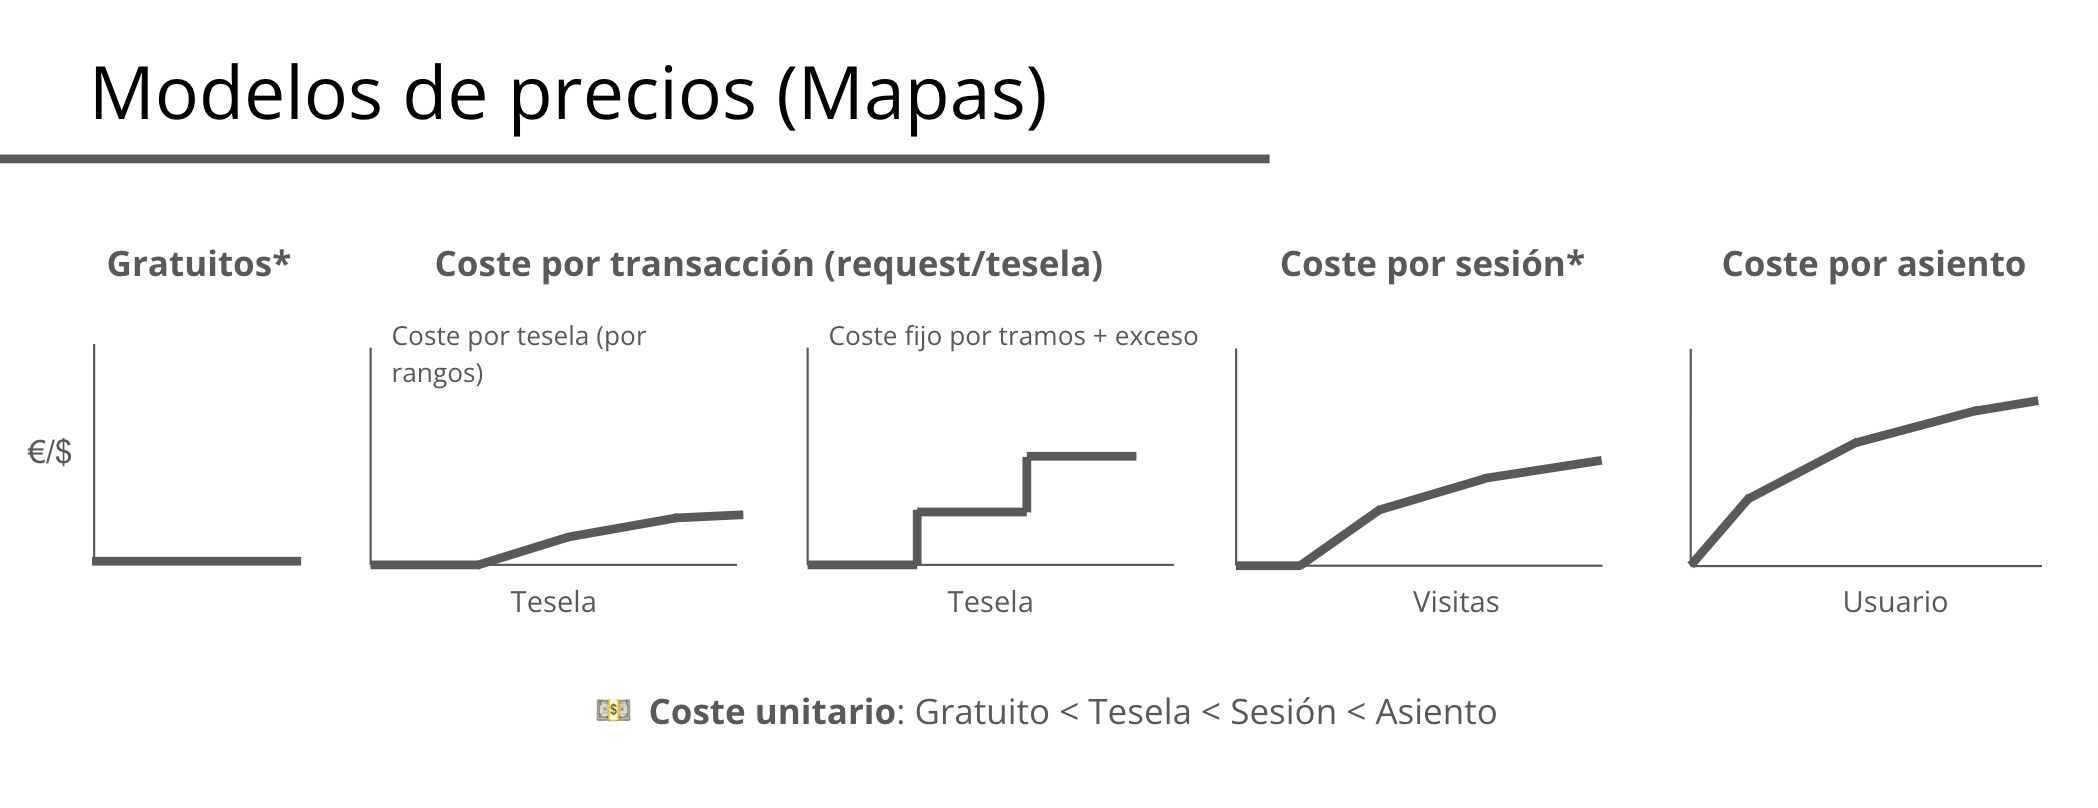 Modelos de precios (Mapas)
Gratuitos*
Coste por transacción (request/tesela)
Coste por sesión*
Coste por asiento
Coste por tesela (por
rangos)
Coste fijo por tramos + exceso
€/$
Tesela
Tesela
Visitas
Usuario
💵 Coste unitario: Gratuito < Tesela < Sesión < Asiento